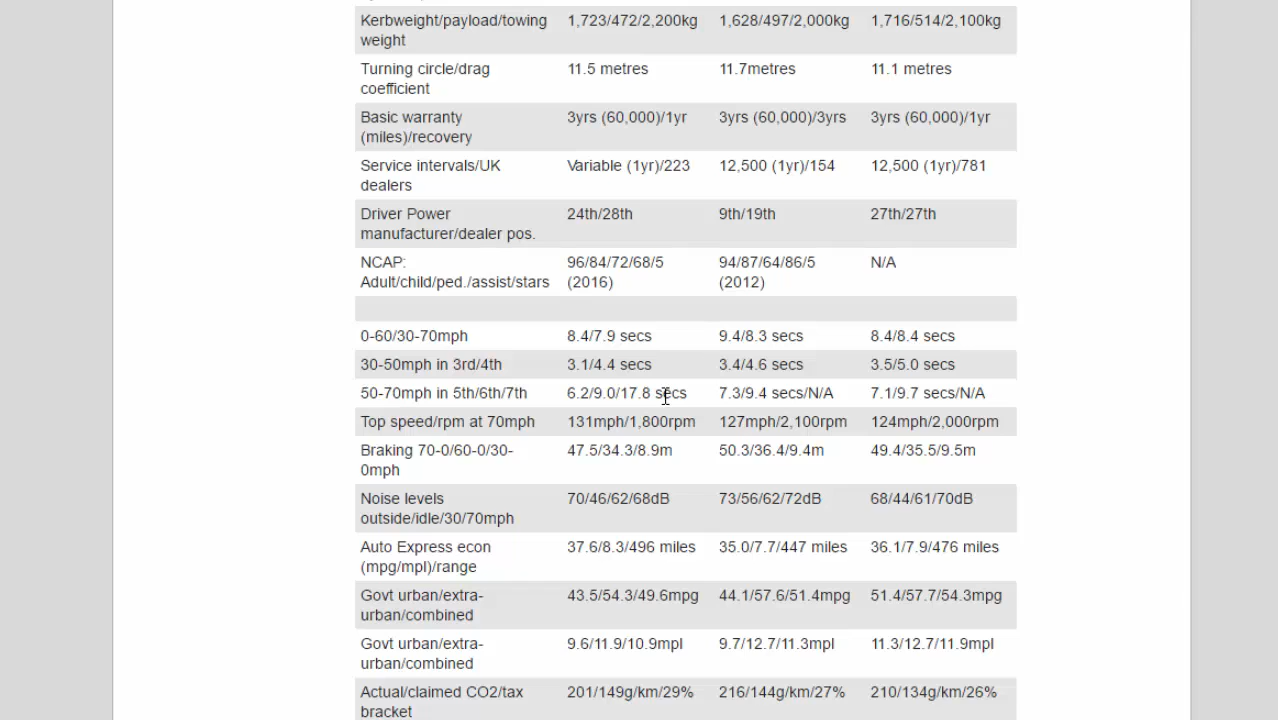 Kerbweight/payload/towing weight 1,723/472/2,200kg 1,628/497/2,000kg 1,716/514/2,100kg
Turning circle/drag coefficient 11.5 metres 11.7metres 11.1 metres
Basic warranty (miles)/recovery 3yrs (60,000)/1yr 3yrs (60,000)/3yrs 3yrs (60,000)/1yr
Service intervals/UK dealers Variable (1yr)/223 12,500 (1yr)/154 12,500 (1yr)/781
Driver Power manufacturer/dealer pos. 24th/28th 9th/19th 27th/27th
NCAP: Adult/child/ped./assist/stars 96/84/72/68/5 (2016) 94/87/64/86/5 (2012) N/A
0-60/30-70mph 8.4/7.9 secs 9.4/8.3 secs 8.4/8.4 secs
30-50mph in 3rd/4th 3.1/4.4 secs 3.4/4.6 secs 3.5/5.0 secs
50-70mph in 5th/6th/7th 6.2/9.0/17.8 secs 7.3/9.4 secs/N/A 7.1/9.7 secs/N/A
Top speed/rpm at 70mph 131mph/1,800rpm 127mph/2,100rpm 124mph/2,000rpm
Braking 70-0/60-0/30-0mph 47.5/34.3/8.9m 50.3/36.4/9.4m 49.4/35.5/9.5m
Noise levels outside/idle/30/70mph 70/46/62/68dB 73/56/62/72dB 68/44/61/70dB
Auto Express econ (mpg/mpl)/range 37.6/8.3/496 miles 35.0/7.7/447 miles 36.1/7.9/476 miles
Govt urban/extra-urban/combined 43.5/54.3/49.6mpg 44.1/57.6/51.4mpg 51.4/57.7/54.3mpg
Govt urban/extra-urban/combined 9.6/11.9/10.9mpl 9.7/12.7/11.3mpl 11.3/12.7/11.9mpl
Actual/claimed CO2/tax bracket 201/149g/km/29% 216/144g/km/27% 210/134g/km/26%